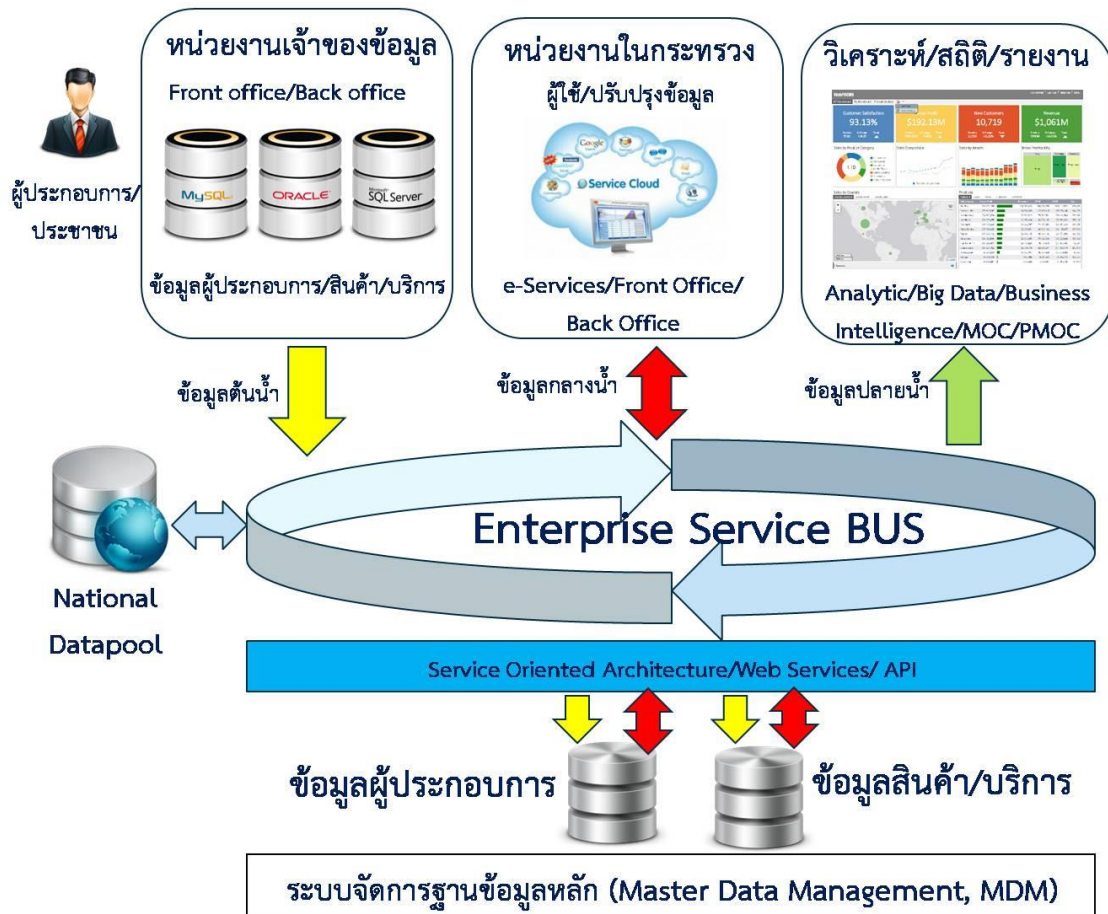 หน่วยงานเจ้าของข้อมูล
Front office/Back office
MySQL
ORACLE
Microsoft
SQL Server
ข้อมูลผู้ประกอบการ/สินค้า/บริการ
ผู้ประกอบการ/
ประชาชน
หน่วยงานในกระทรวง
ผู้ใช้/ปรับปรุงข้อมูล
Google
Service Cloud
e-Services/Front Office/
Back Office
วิเคราะห์/สถิติ/รายงาน
Customer Satisfaction
93.13%
$192.13M
New Customers
10,719
Revenue
$1,061M
Analytic/Big Data/Business
Intelligence/MOC/PMOC
ข้อมูลต้นน้ำ
ข้อมูลกลางน้ำ
ข้อมูลปลายน้ำ
Enterprise Service BUS
National
Datapool
Service Oriented Architecture/Web Services/ API
ข้อมูลผู้ประกอบการ
ข้อมูลสินค้า/บริการ
ระบบจัดการฐานข้อมูลหลัก (Master Data Management, MDM)